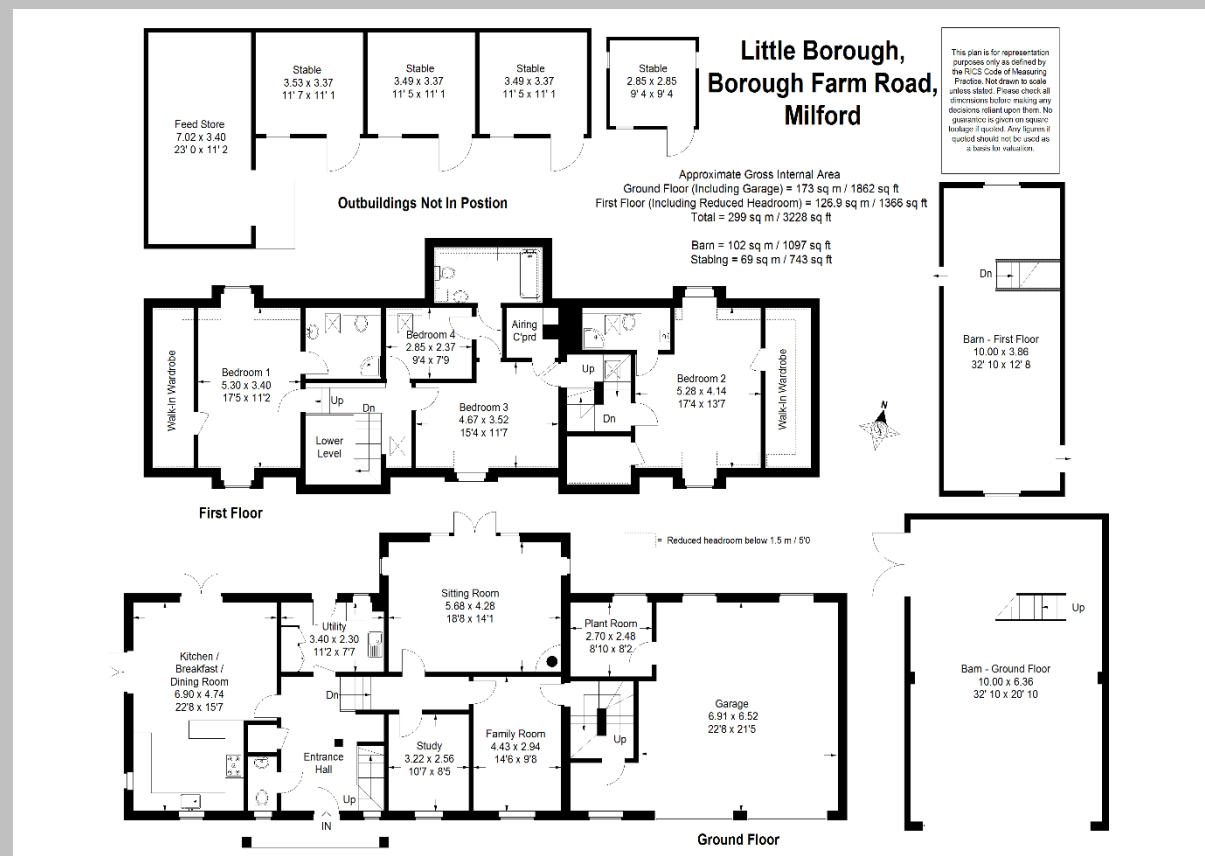 Little Borough,
Borough Farm Road,
Milford
This plan is for representation
purposes only as defined by
the RICS Code of Measuring
Practice. Not drawn to scale
unless stated. Please check all
dimensions before making any
decisions reliant upon them. No
guarantee is given on square
footage if quoted. Any figures if
quoted should not be used as
a basis for valuation.
Feed Store
7.02 x 3.40
23' 0 x 11' 2
Stable
3.53 x 3.37
11' 7 x 11' 1
Stable
3.49 x 3.37
11' 5 x 11' 1
Stable
3.49 x 3.37
11' 5 x 11' 1
Stable
2.85 x 2.85
9' 4 x 9' 4
Outbuildings Not In Postion
Approximate Gross Internal Area
Ground Floor (Including Garage) = 173 sq m / 1862 sq ft
First Floor (Including Reduced Headroom) = 126.9 sq m / 1366 sq ft
Total = 299 sq m / 3228 sq ft
Barn = 102 sq m / 1097 sq ft
Stabling = 69 sq m / 743 sq ft
Walk-In Wardrobe
Bedroom 1
5.30 x 3.40
17'5 x 11'2
Up
Dn
Lower
Level
Bedroom 4
2.85 x 2.37
9'4 x 7'9
Airing
C'prd
Bedroom 3
4.67 x 3.52
15'4 x 11'7
Up
Dn
Bedroom 2
5.28 x 4.14
17'4 x 13'7
Walk-In Wardrobe
N
Dn
Barn - First Floor
10.00 x 3.86
32' 10 x 12' 8
First Floor
= Reduced headroom below 1.5 m / 5'0
Kitchen /
Breakfast /
Dining Room
6.90 x 4.74
22'8 x 15'7
Utility
3.40 x 2.30
11'2 x 7'7
Sitting Room
5.68 x 4.28
18'8 x 14'1
Plant Room
2.70 x 2.48
8'10 x 8'2
Dn
Entrance
Hall
Up
IN
Study
3.22 x 2.56
10'7 x 8'5
Family Room
4.43 x 2.94
14'6 x 9'8
Up
Garage
6.91 x 6.52
22'8 x 21'5
Up
Barn - Ground Floor
10.00 x 6.36
32' 10 x 20' 10
Ground Floor